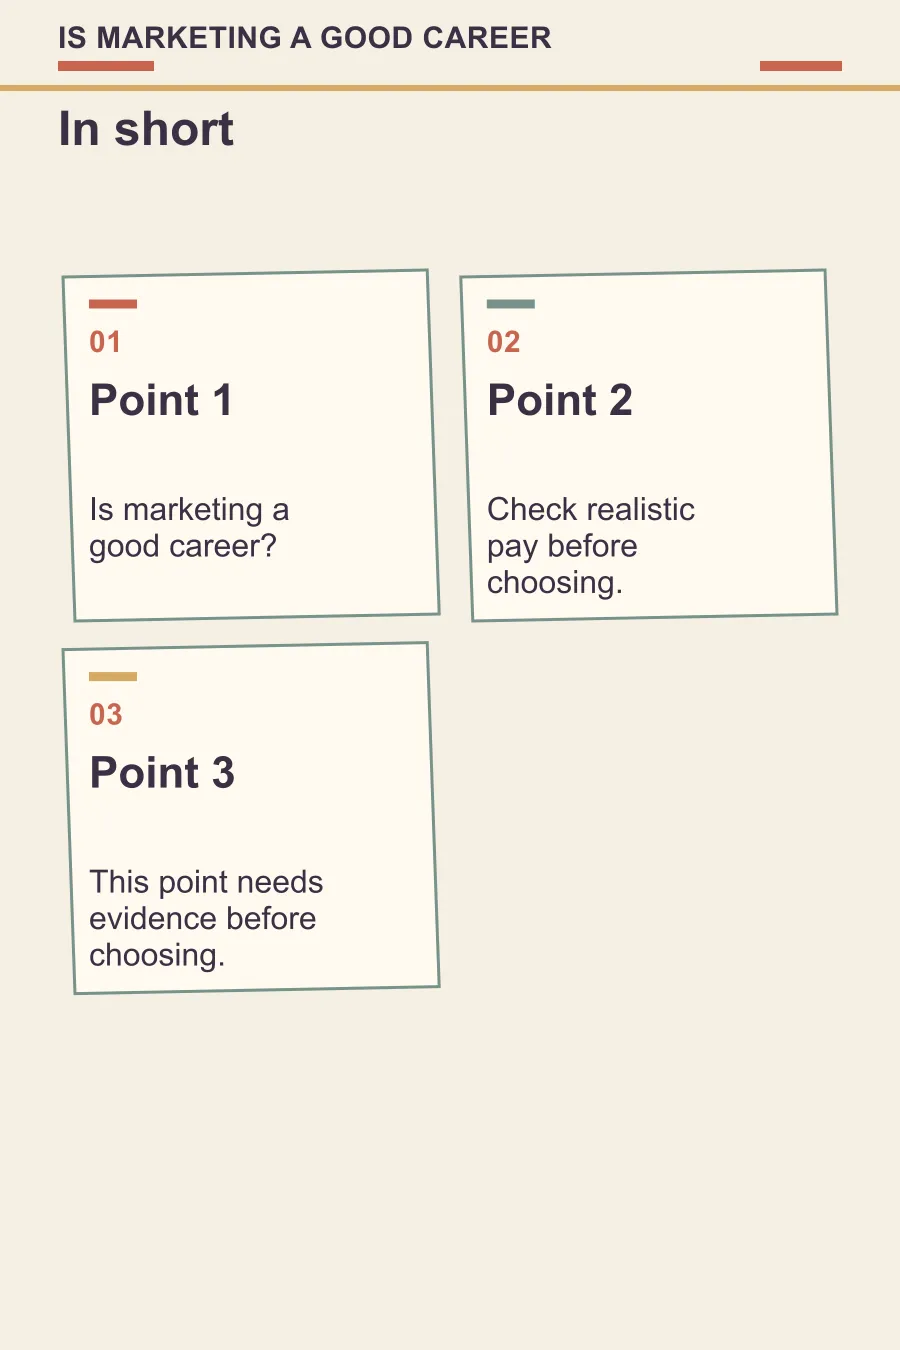 IS MARKETING A GOOD CAREER
In short
01
Point 1
Is marketing a
good career?
02
Point 2
Check realistic
pay before
choosing.
03
Point 3
This point needs
evidence before
choosing.